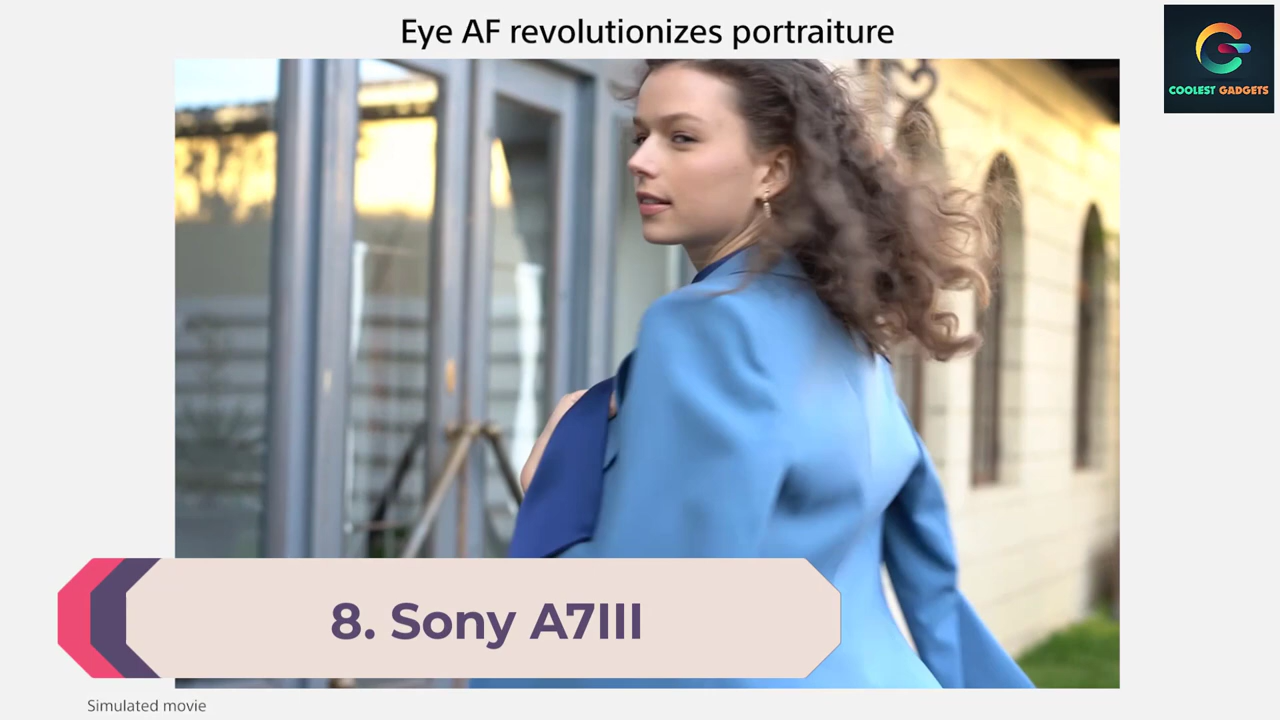 Eye AF revolutionizes portraiture
COOLEST GADGETS
8. Sony A7III
Simulated movie